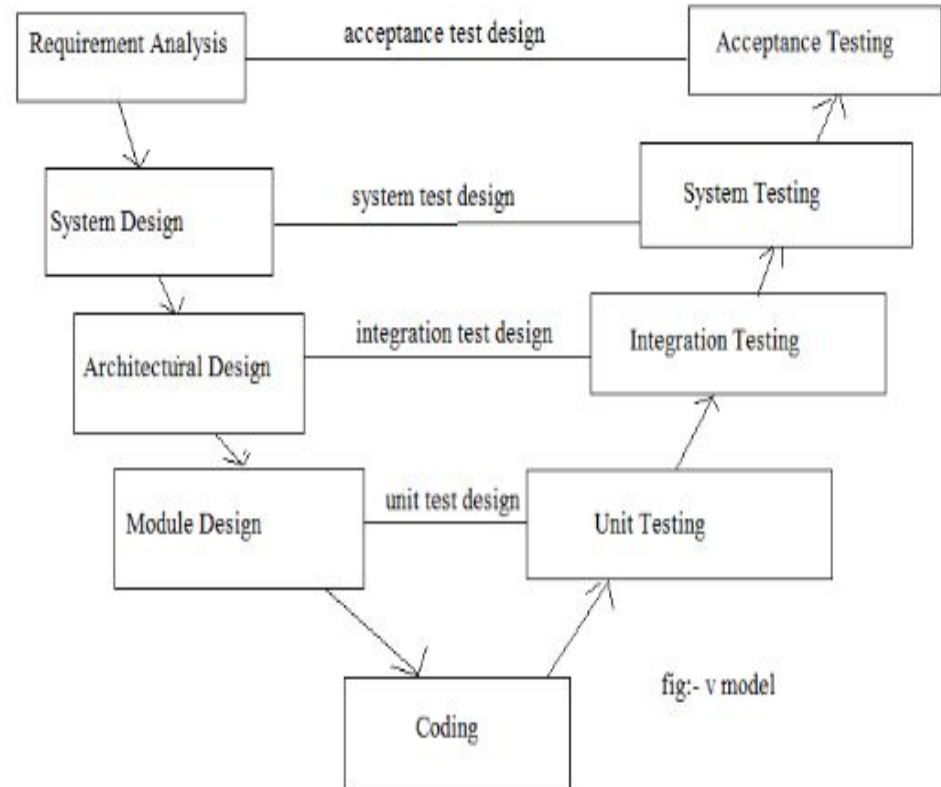 Requirement Analysis
acceptance test design
Acceptance Testing
System Design
system test design
System Testing
Architectural Design
integration test design
Integration Testing
Module Design
unit test design
Unit Testing
Coding
fig:- v model